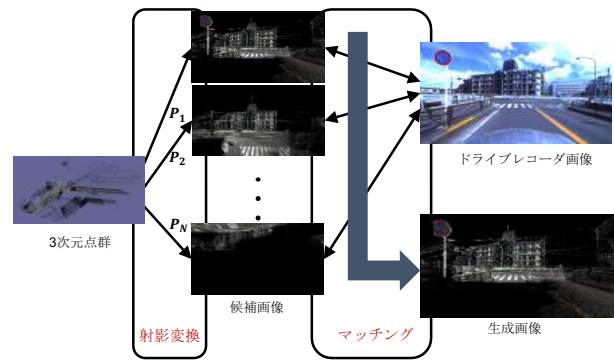 P1
P2
PN
3次元点群
候補画像
射影変換
マッチング
ドライブレコーダ画像
生成画像